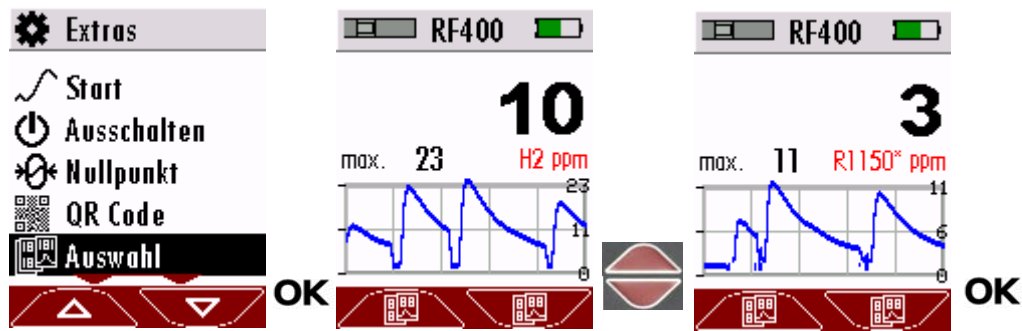 Extras
Start
Ausschalten
Nullpunkt
QR Code
Auswahl
OK
RF400
10
max. 23 H2 ppm
23
11
0
RF400
3
max. 11 R1150* ppm
11
6
0
OK